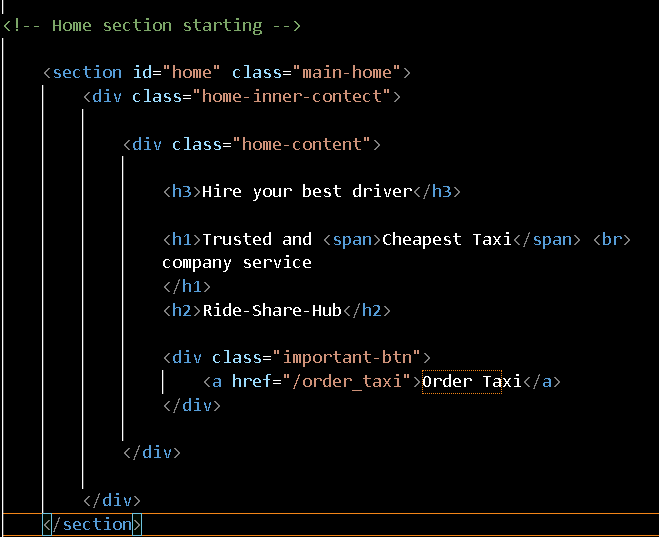 <!-- Home section starting -->
<section id="home" class="main-home">
<div class="home-inner-contect">
<div class="home-content">
<h3>Hire your best driver</h3>
<h1>Trusted and <span>Cheapest Taxi</span> <br>
company service
</h1>
<h2>Ride-Share-Hub</h2>
<div class="important-btn">
<a href="/order_taxi">Order Taxi</a>
</div>
</div>
</div>
</section>